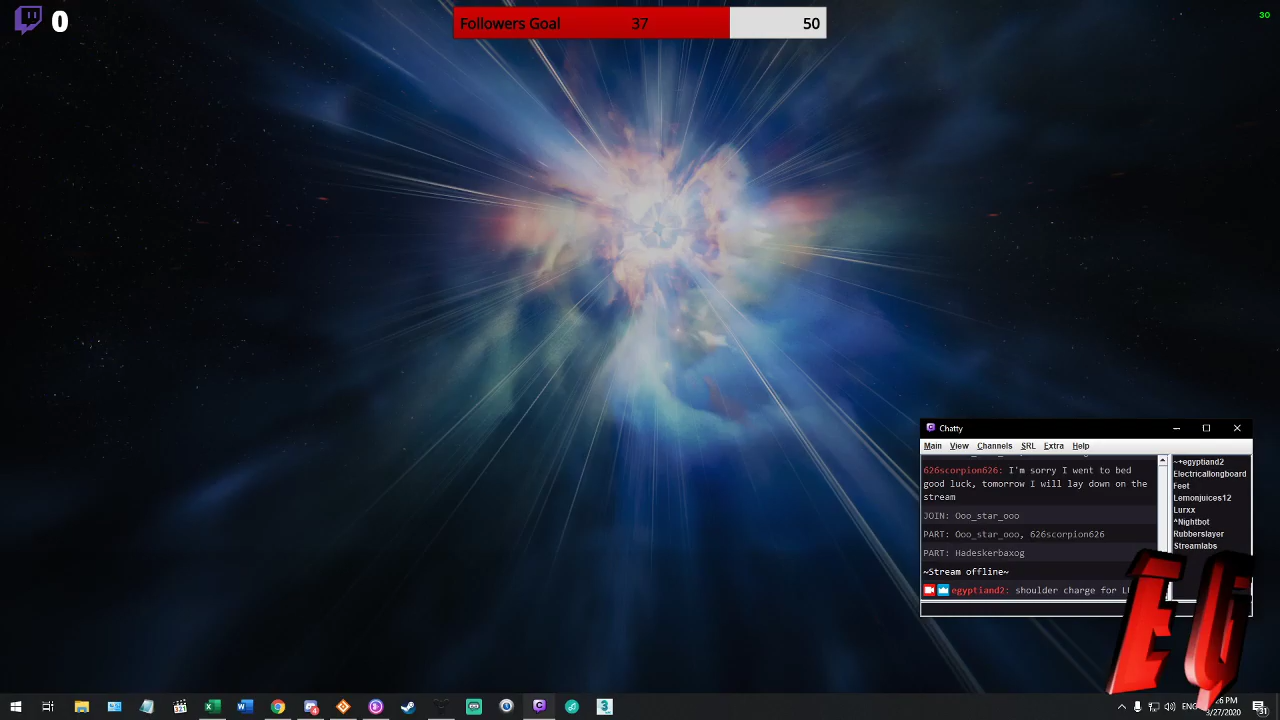 0
Followers Goal 37 50
30
Chatty
Main View Channels SRL Extra Help
626scorpion626: I'm sorry I went to bed
good luck, tomorrow I will lay down on the
stream
JOIN: Ooo_star_ooo
PART: Ooo_star_ooo, 626scorpion626
PART: Hadeskerbaxog
~Stream offline~
egyptiand2: shoulder charge for
~+egyptiand2
Electricallongboard
Feet
Lemonjuices12
Lurxx
^Nightbot
Rubberslayer
Streamlabs
EG
PM
3/27/2020